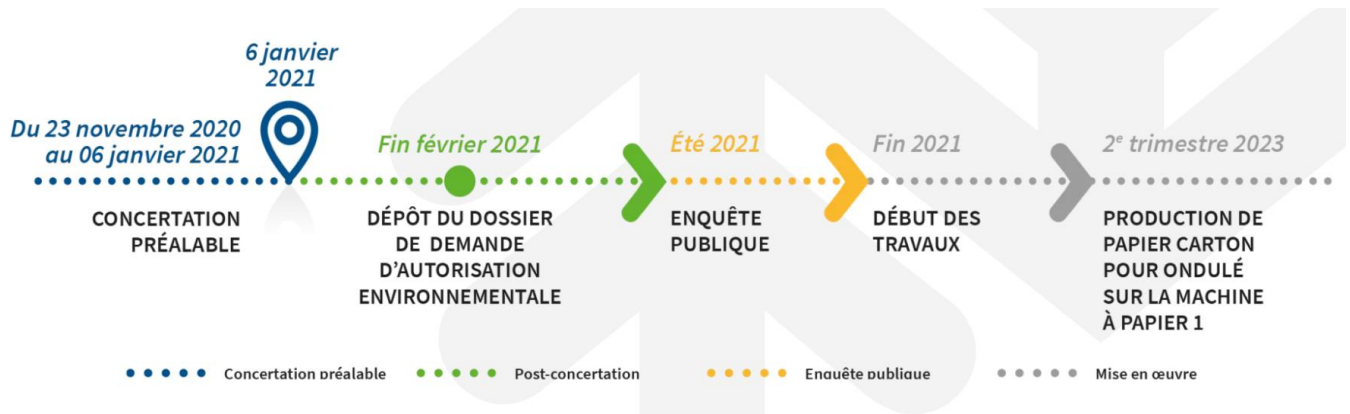 6 janvier
2021
Du 23 novembre 2020
au 06 janvier 2021
Fin février 2021
Été 2021
Fin 2021
2e trimestre 2023
CONCERTATION
PRÉALABLE
DÉPÔT DU DOSSIER
DE DEMANDE
D’AUTORISATION
ENVIRONNEMENTALE
ENQUÊTE
PUBLIQUE
DÉBUT DES
TRAVAUX
PRODUCTION DE
PAPIER CARTON
POUR ONDULÉ
SUR LA MACHINE
À PAPIER 1
Concertation préalable
Post-concertation
Enquête publique
Mise en œuvre